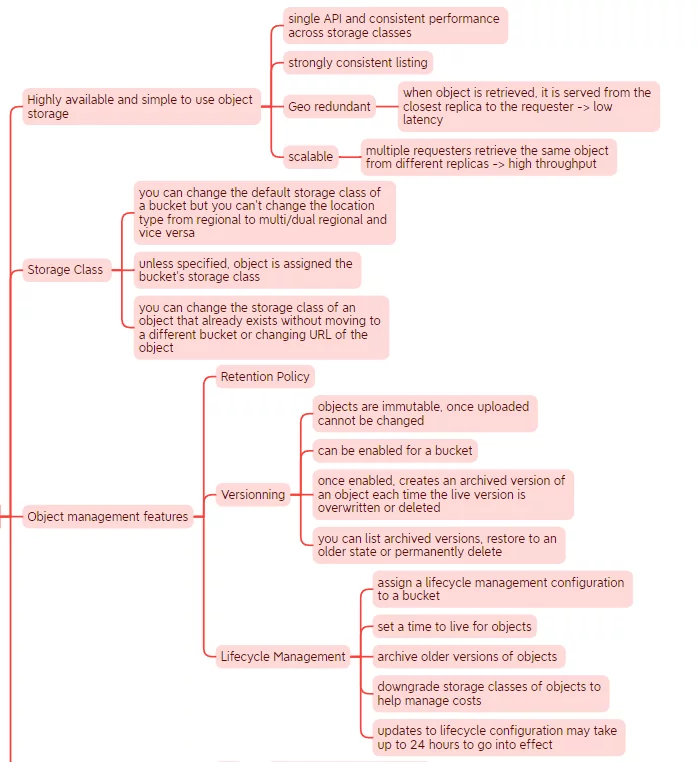 single API and consistent performance
across storage classes
strongly consistent listing
Highly available and simple to use object
storage
Geo redundant
when object is retrieved, it is served from the
closest replica to the requester -> low
latency
scalable
multiple requesters retrieve the same object
from different replicas -> high throughput
Storage Class
you can change the default storage class of
a bucket but you can't change the location
type from regional to multi/dual regional and
vice versa
unless specified, object is assigned the
bucket's storage class
you can change the storage class of an
object that already exists without moving to
a different bucket or changing URL of the
object
Object management features
Retention Policy
Versionning
objects are immutable, once uploaded
cannot be changed
can be enabled for a bucket
once enabled, creates an archived version of
an object each time the live version is
overwritten or deleted
you can list archived versions, restore to an
older state or permanently delete
Lifecycle Management
assign a lifecycle management configuration
to a bucket
set a time to live for objects
archive older versions of objects
downgrade storage classes of objects to
help manage costs
updates to lifecycle configuration may take
up to 24 hours to go into effect